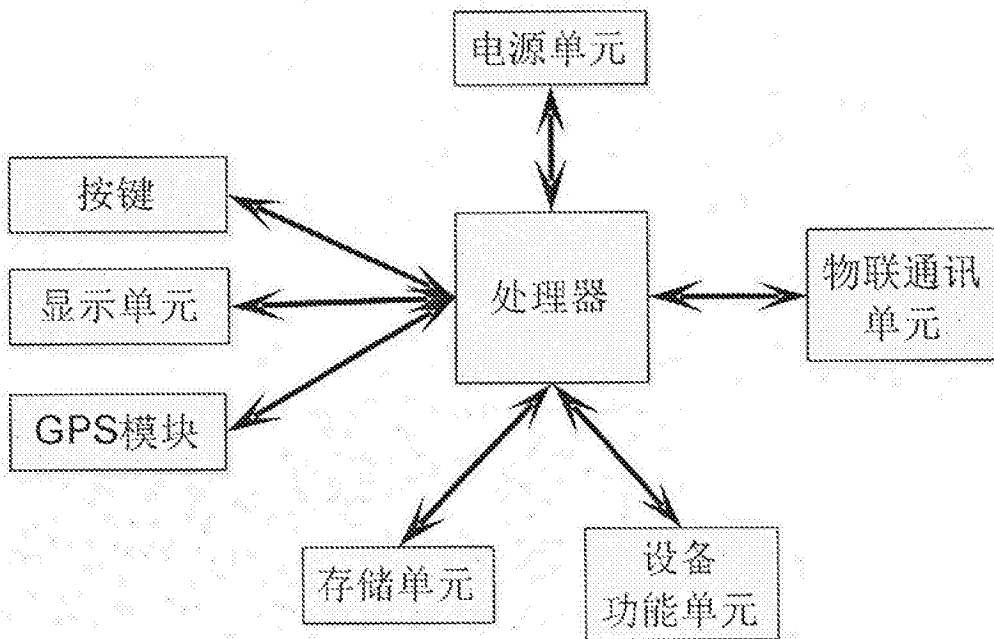 电源单元
按键
显示单元
GPS模块
处理器
物联通讯
单元
存储单元
设备
功能单元